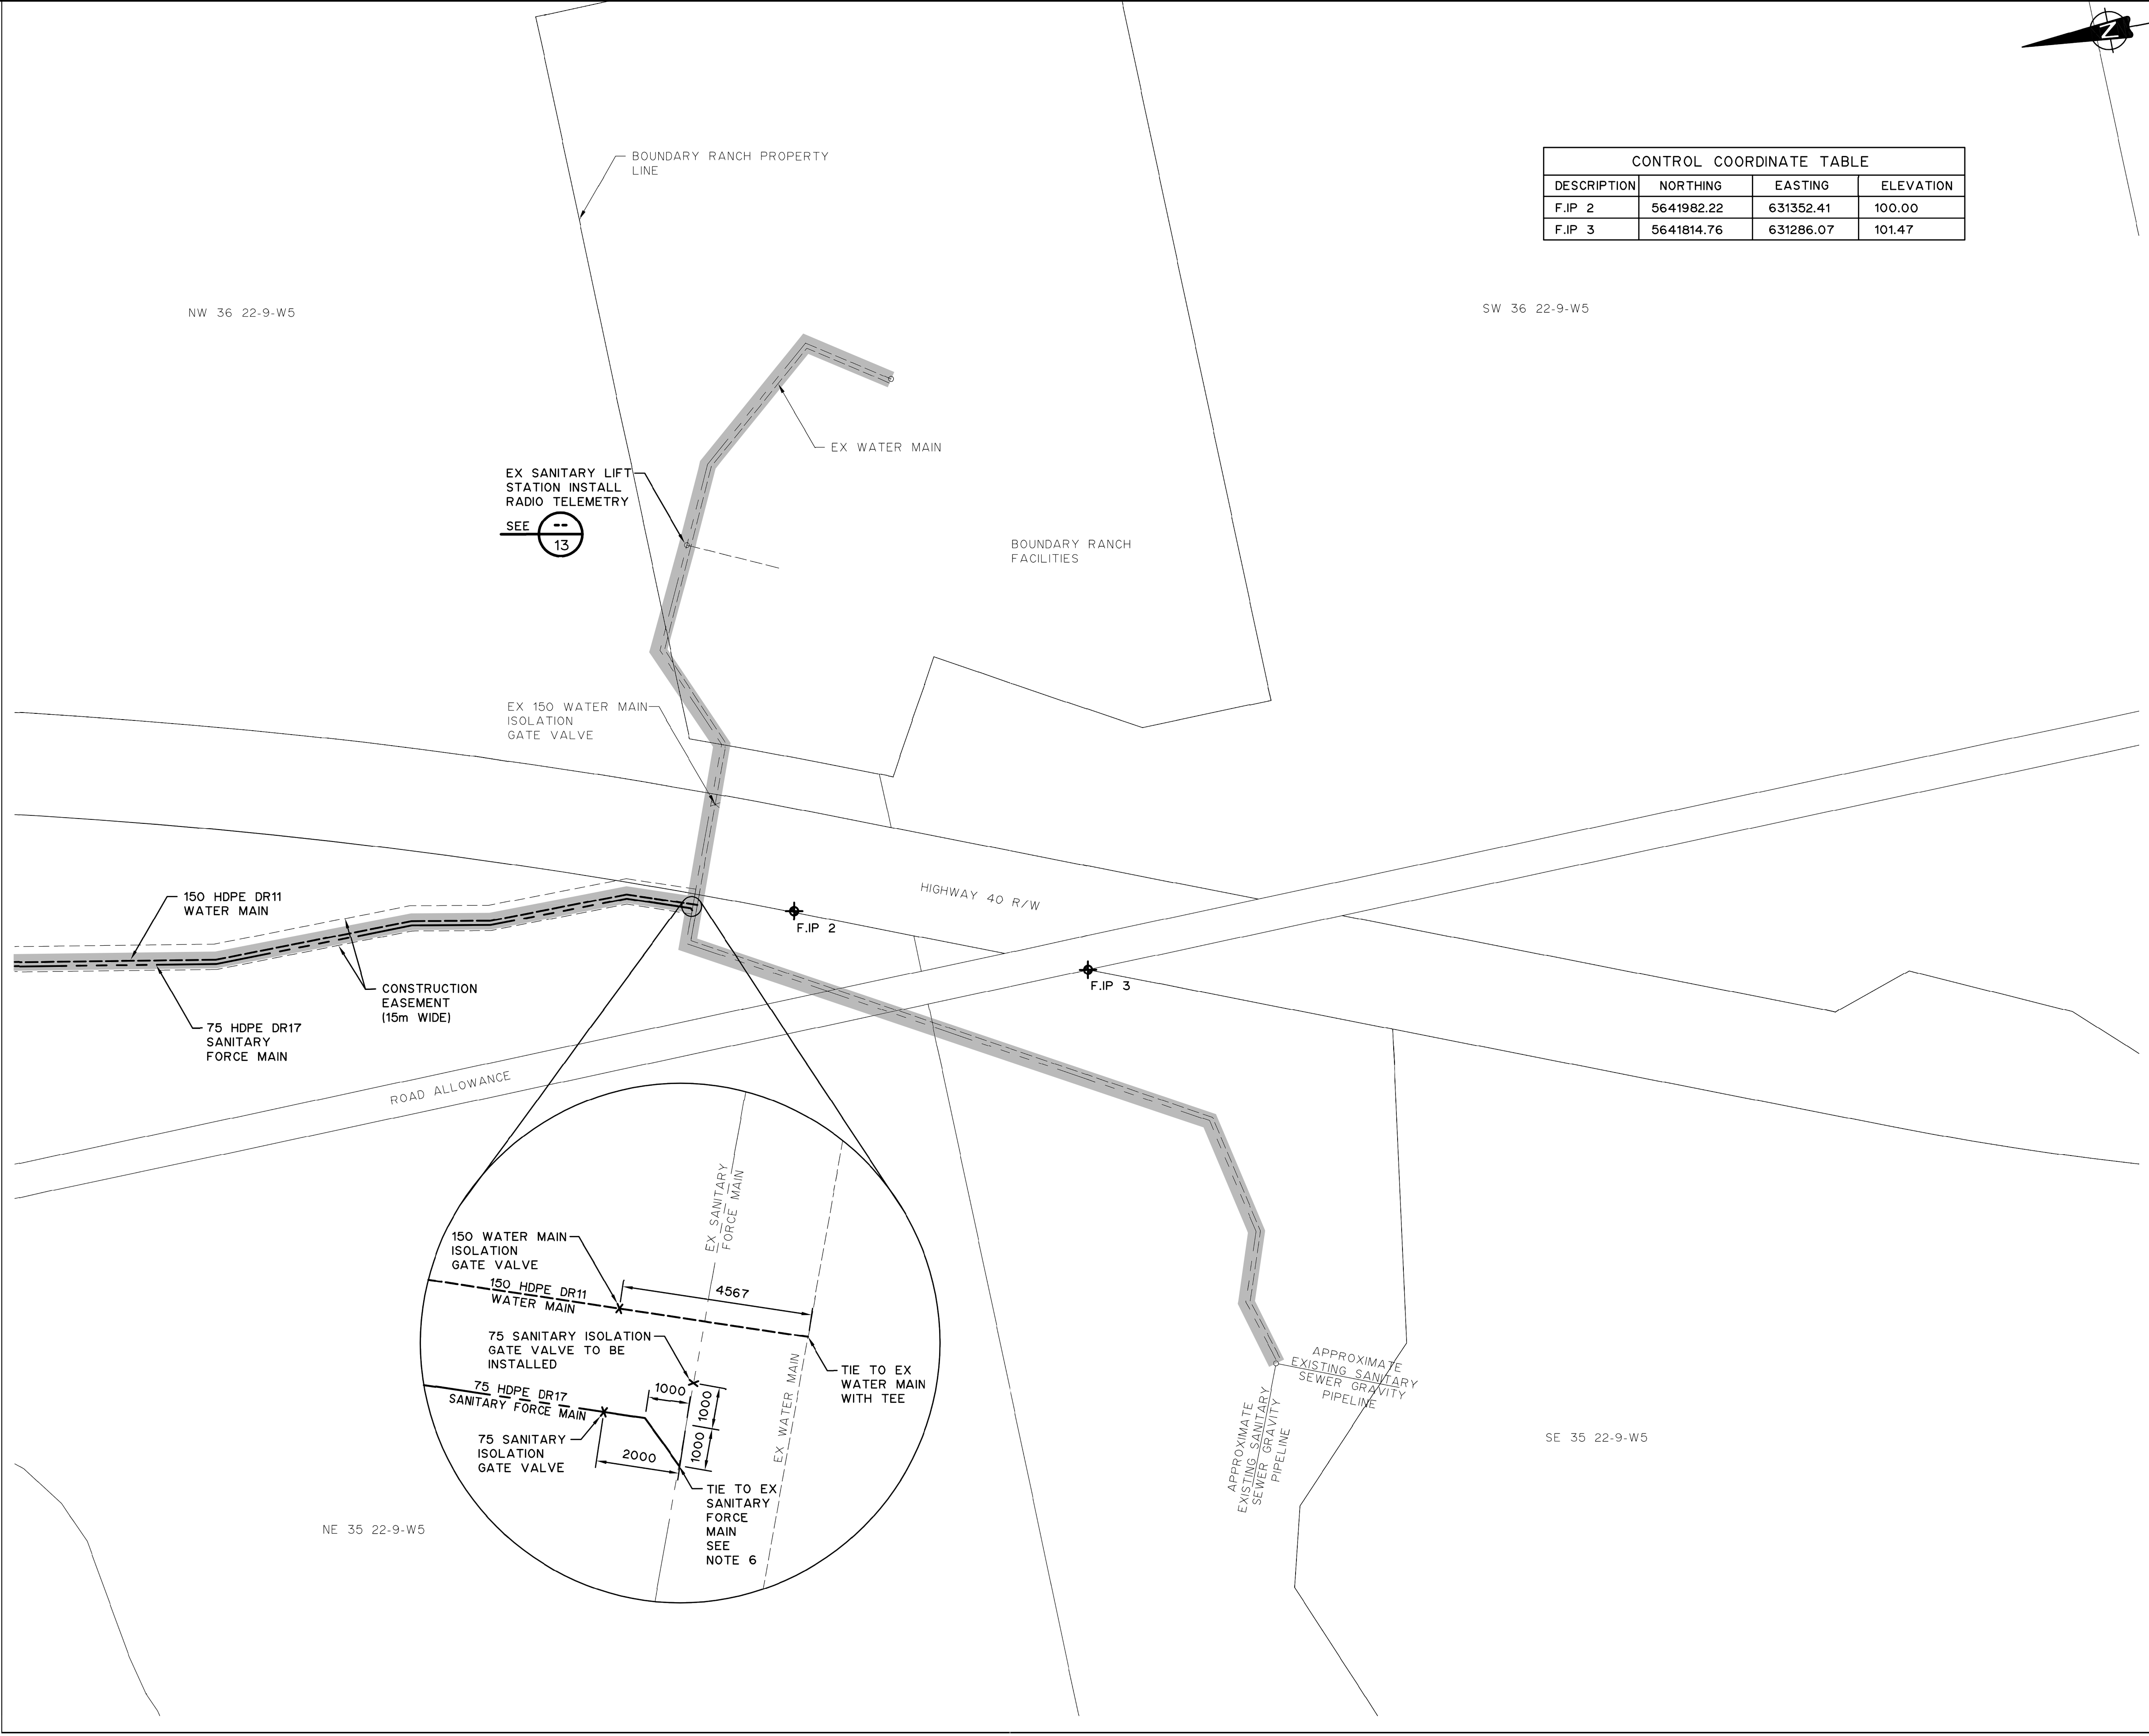 N
BOUNDARY RANCH PROPERTY
LINE
CONTROL COORDINATE TABLE
DESCRIPTION NORTHING EASTING ELEVATION
F.IP 2 5641982.22 631352.41 100.00
F.IP 3 5641814.76 631286.07 101.47
NW 36 22-9-W5
SW 36 22-9-W5
EX WATER MAIN
EX SANITARY LIFT
STATION INSTALL
RADIO TELEMETRY
SEE
--
13
BOUNDARY RANCH
FACILITIES
EX 150 WATER MAIN
ISOLATION
GATE VALVE
HIGHWAY 40 R/W
150 HDPE DR11
WATER MAIN
F.IP 2
F.IP 3
CONSTRUCTION
EASEMENT
(15m WIDE)
75 HDPE DR17
SANITARY
FORCE MAIN
ROAD ALLOWANCE
EX SANITARY
FORCE MAIN
150 WATER MAIN
ISOLATION
GATE VALVE
150 HDPE DR11
WATER MAIN
4567
75 SANITARY ISOLATION
GATE VALVE TO BE
INSTALLED
EX WATER MAIN
TIE TO EX
WATER MAIN
WITH TEE
75 HDPE DR17
SANITARY FORCE MAIN
1000
1000
1000
75 SANITARY
ISOLATION
GATE VALVE
2000
TIE TO EX
SANITARY
FORCE
MAIN
SEE
NOTE 6
APPROXIMATE
EXISTING SANITARY
SEWER GRAVITY
PIPELINE
APPROXIMATE
EXISTING SANITARY
SEWER GRAVITY
PIPELINE
SE 35 22-9-W5
NE 35 22-9-W5